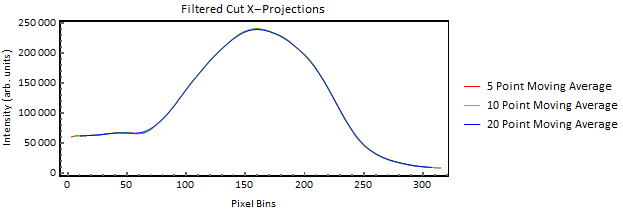 Filtered Cut X−Projections
Intensity (arb. units)
250 000
200 000
150 000
100 000
50 000
0
0 50 100 150 200 250 300
Pixel Bins
5 Point Moving Average
10 Point Moving Average
20 Point Moving Average